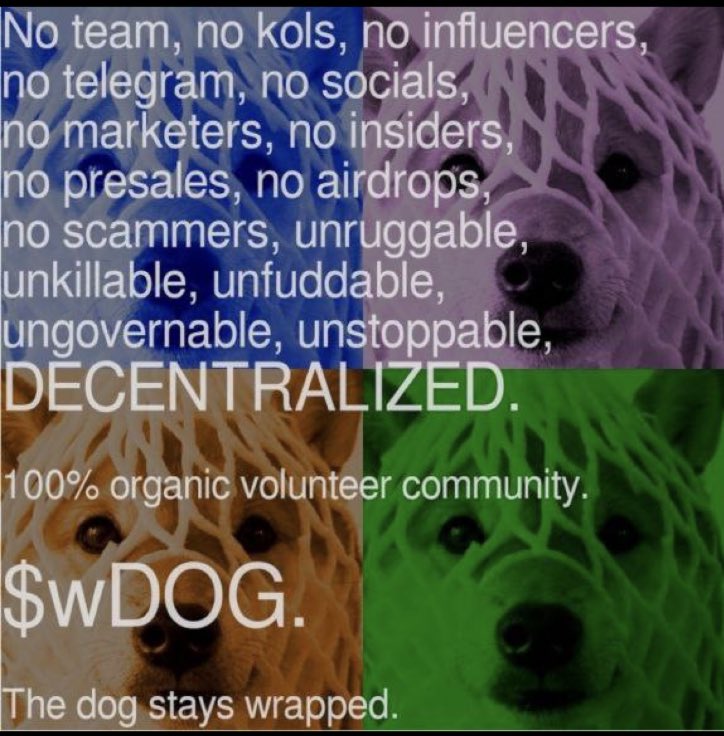 No team, no kols, no influencers,
no telegram, no socials,
no marketers, no insiders,
no presales, no airdrops,
no scammers, unruggable,
unkillable, unfuddable,
ungovernable, unstoppable,
DECENTRALIZED.
100% organic volunteer community.
$wDOG.
The dog stays wrapped.